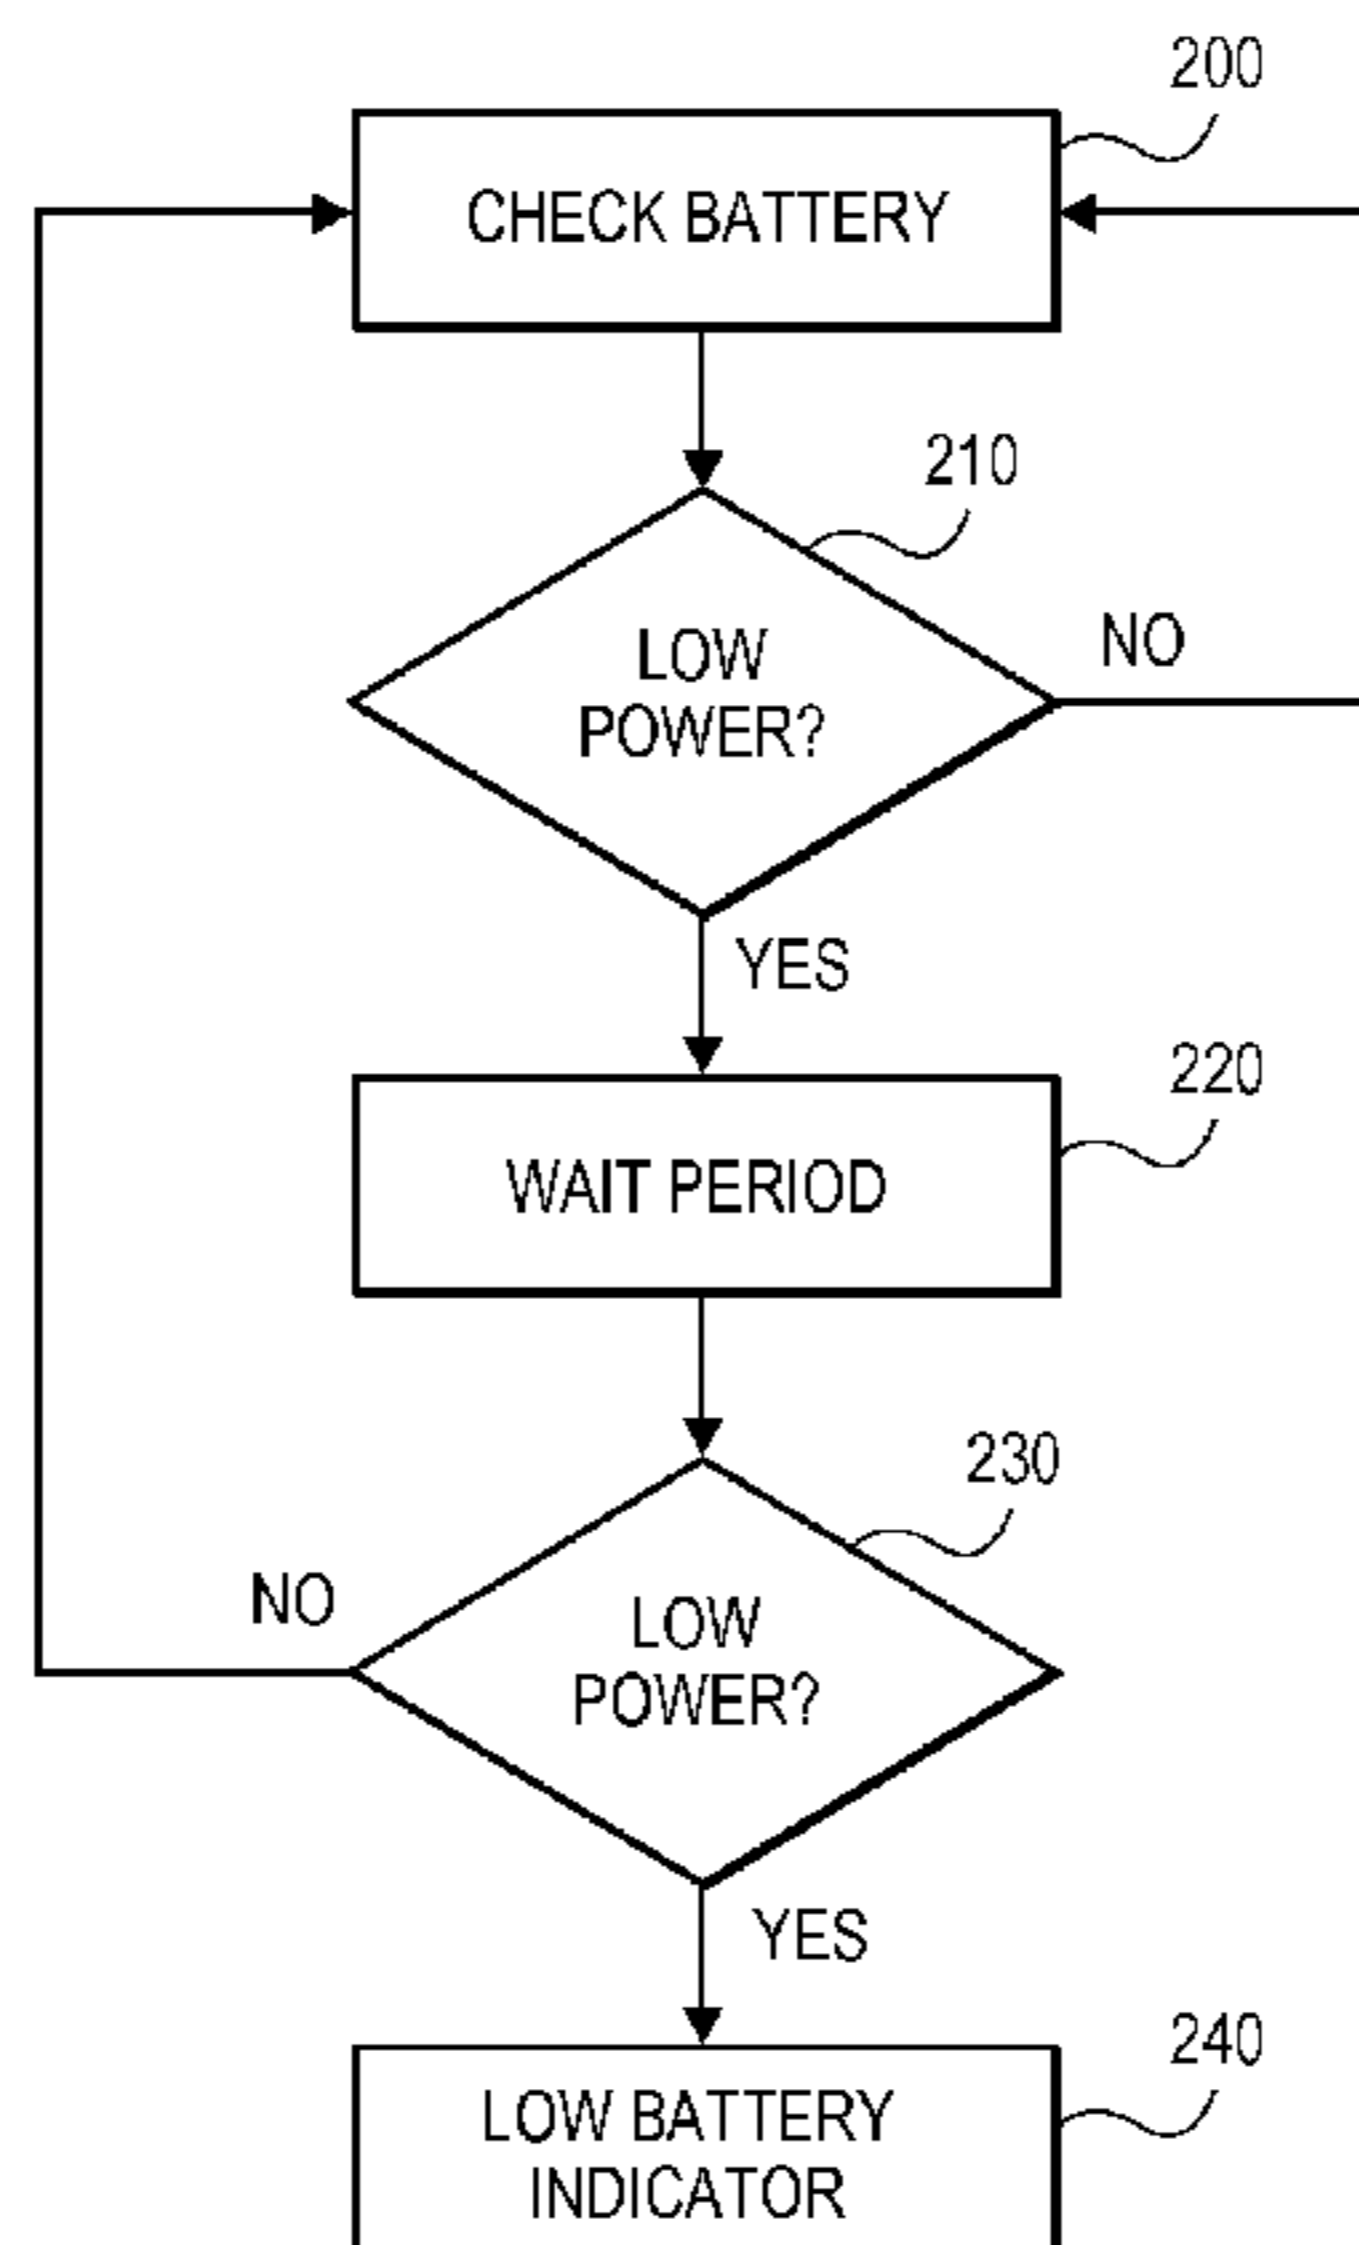 200
CHECK BATTERY
210
LOW
POWER?
NO
YES
220
WAIT PERIOD
230
NO
LOW
POWER?
YES
240
LOW BATTERY
INDICATOR